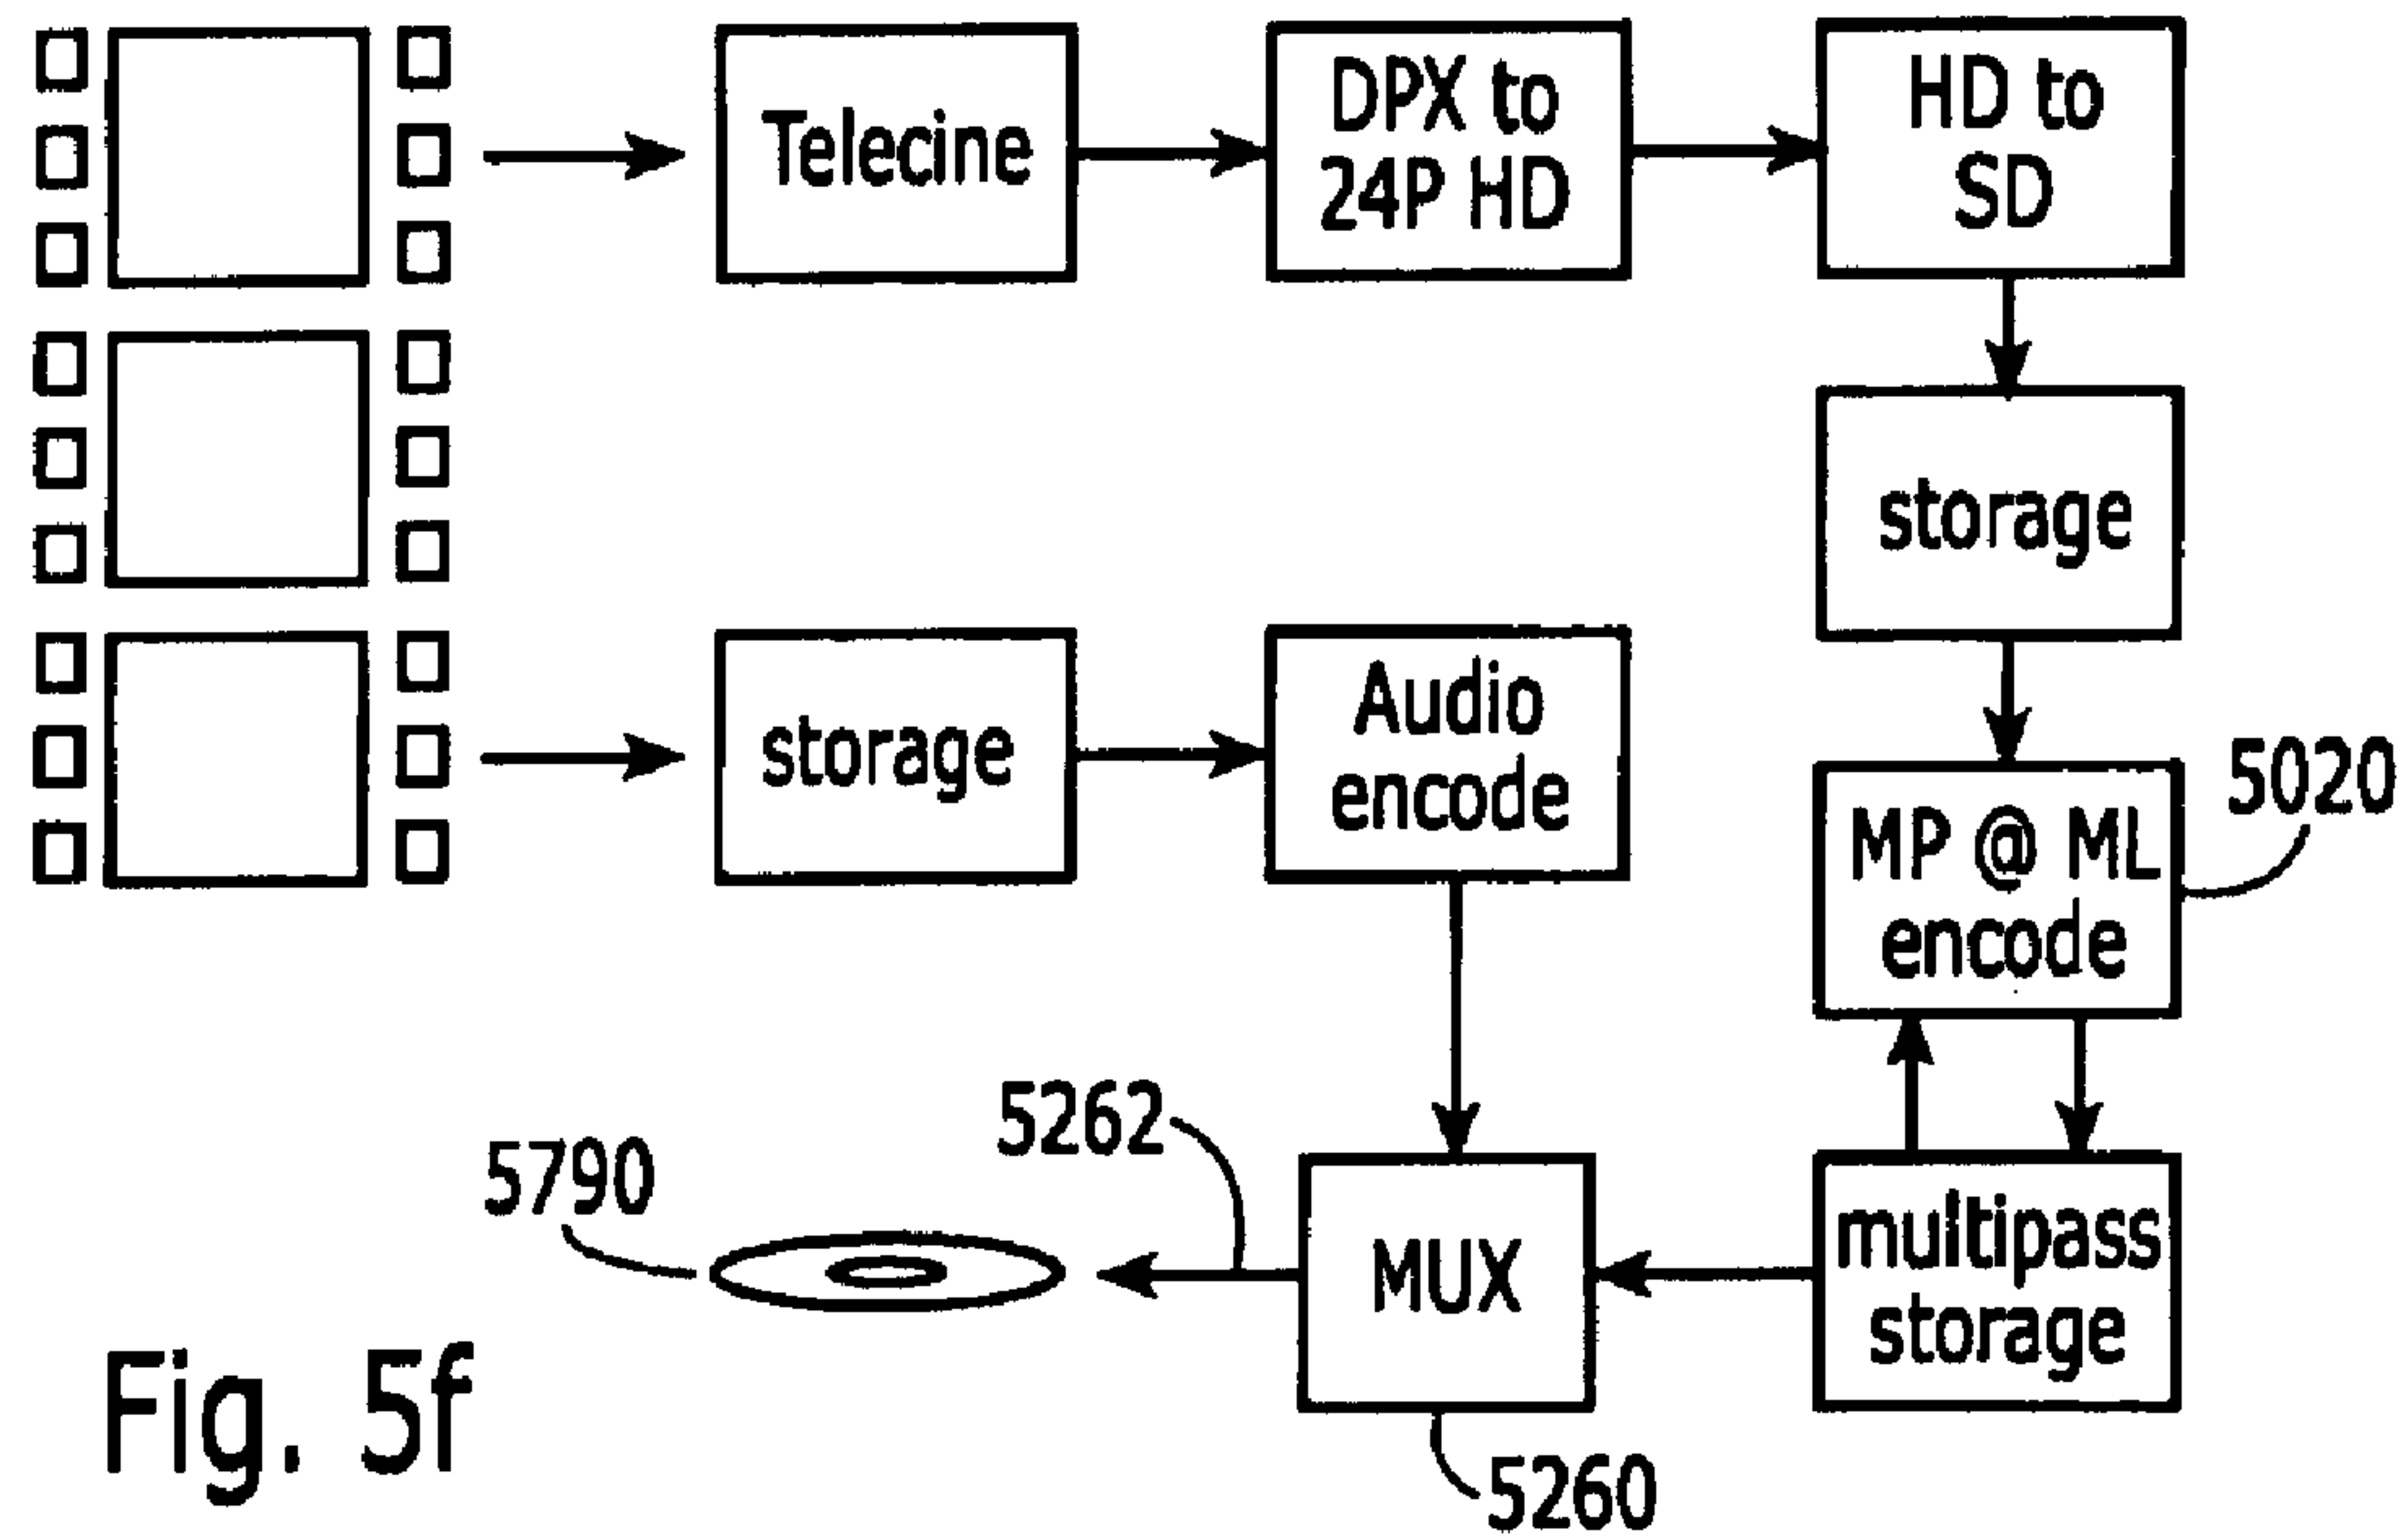 Telecine
DPX to
24P HD
HD to
SD
storage
storage
Audio
encode
MP @ ML
encode
5020
5790
5262
MUX
multipass
storage
5260
Fig. 5f